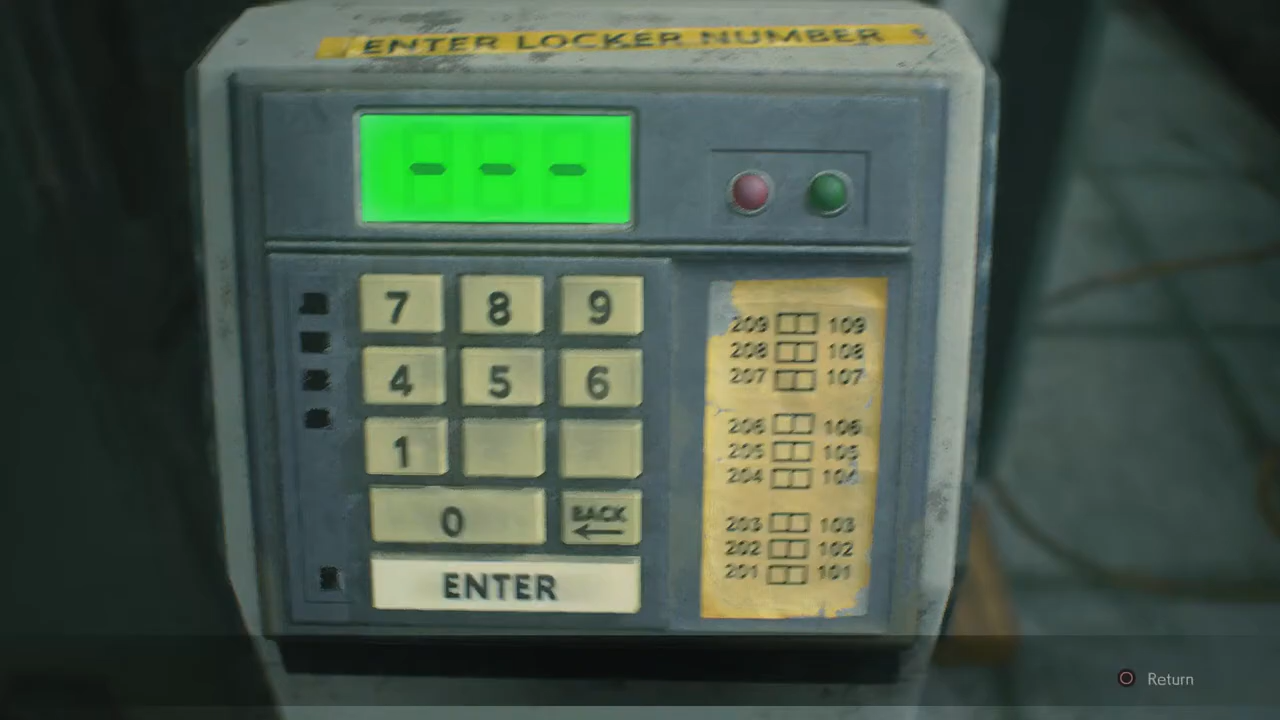 ENTER LOCKER NUMBER
- - -
7 8 9
4 5 6
1
0 BACK
ENTER
209 109
208 108
207 107
206 106
205 105
204 104
203 103
202 102
201 101
Return